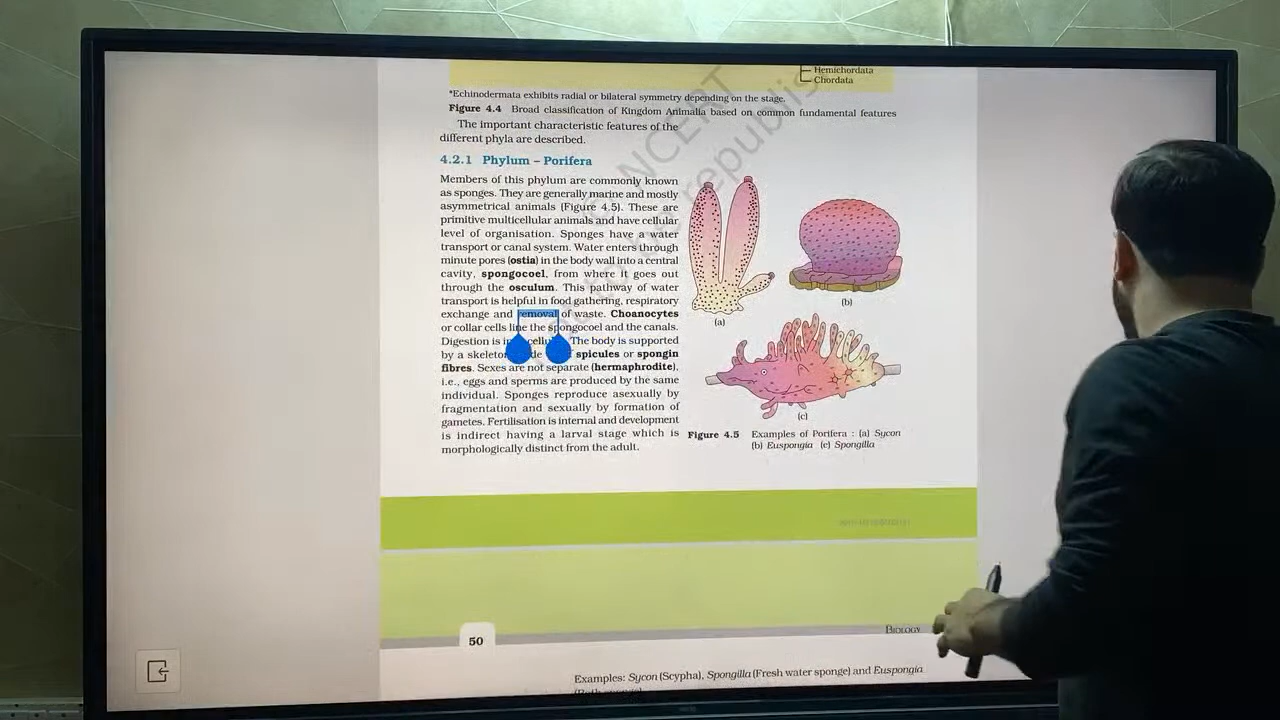 Hemichordata
Chordata
*Echinodermata exhibits radial or bilateral symmetry depending on the stage.
Figure 4.4 Broad classification of Kingdom Animalia based on common fundamental features
The important characteristic features of the
different phyla are described.
4.2.1 Phylum – Porifera
Members of this phylum are commonly known
as sponges. They are generally marine and mostly
asymmetrical animals (Figure 4.5). These are
primitive multicellular animals and have cellular
level of organisation. Sponges have a water
transport or canal system. Water enters through
minute pores (ostia) in the body wall into a central
cavity, spongocoel, from where it goes out
through the osculum. This pathway of water
transport is helpful in food gathering, respiratory
exchange and removal of waste. Choanocytes
or collar cells line the spongocoel and the canals.
Digestion is The body is supported
by a spicules or spongin
fibres. Sexes are not separate (hermaphrodite),
i.e., eggs and sperms are produced by the same
individual. Sponges reproduce asexually by
fragmentation and sexually by formation of
gametes. Fertilisation is internal and development
is indirect having a larval stage which is
morphologically distinct from the adult.
(a)
(b)
(c)
Figure 4.5 Examples of Porifera : (a) Sycon
(b) Euspongia (c) Spongilla
NCERT
50
BIOLOGY
Examples: Sycon (Scypha), Spongilla (Fresh water sponge) and Euspongia